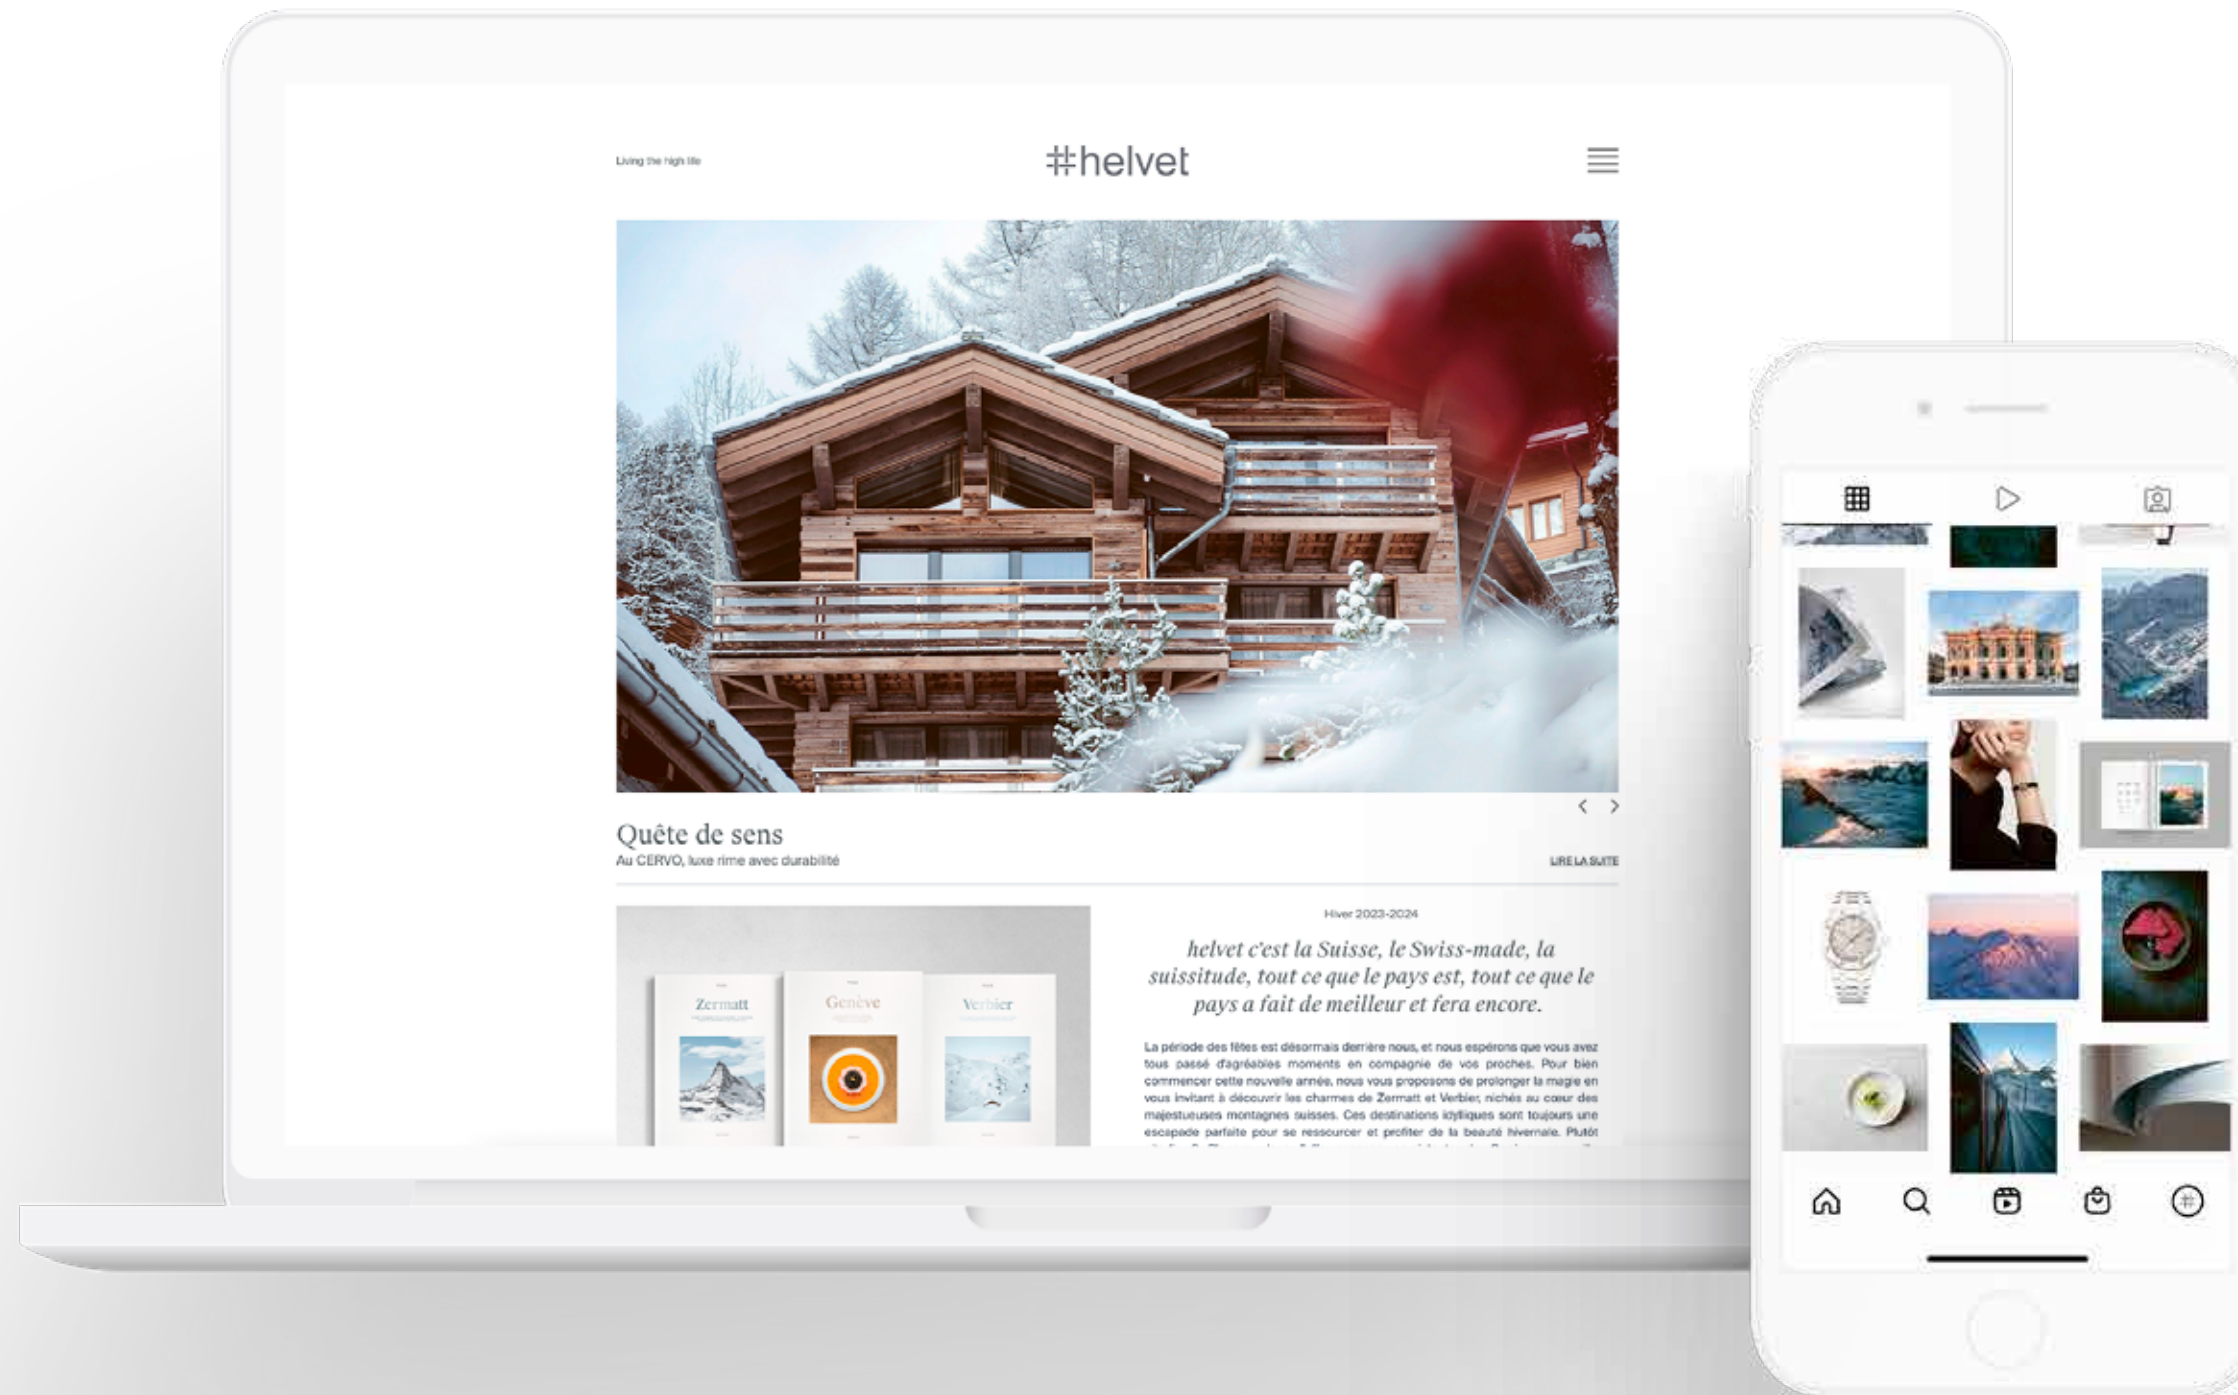 Living the high life
#helvet
Quête de sens
Au CERVO, luxe rime avec durabilité
LIRE LA SUITE
Zermatt
Genève
Verbier
Hiver 2023-2024
helvet c'est la Suisse, le Swiss-made, la
suissitude, tout ce que le pays est, tout ce que le
pays a fait de meilleur et fera encore.
La période des fêtes est désormais derrière nous, et nous espérons que vous avez
tous passé d'agréables moments en compagnie de vos proches. Pour bien
commencer cette nouvelle année, nous vous proposons de prolonger la magie en
vous invitant à découvrir les charmes de Zermatt et Verbier, nichés au cœur des
majestueuses montagnes suisses. Ces destinations idylliques sont toujours une
escapade parfaite pour se ressourcer et profiter de la beauté hivernale. Plutôt